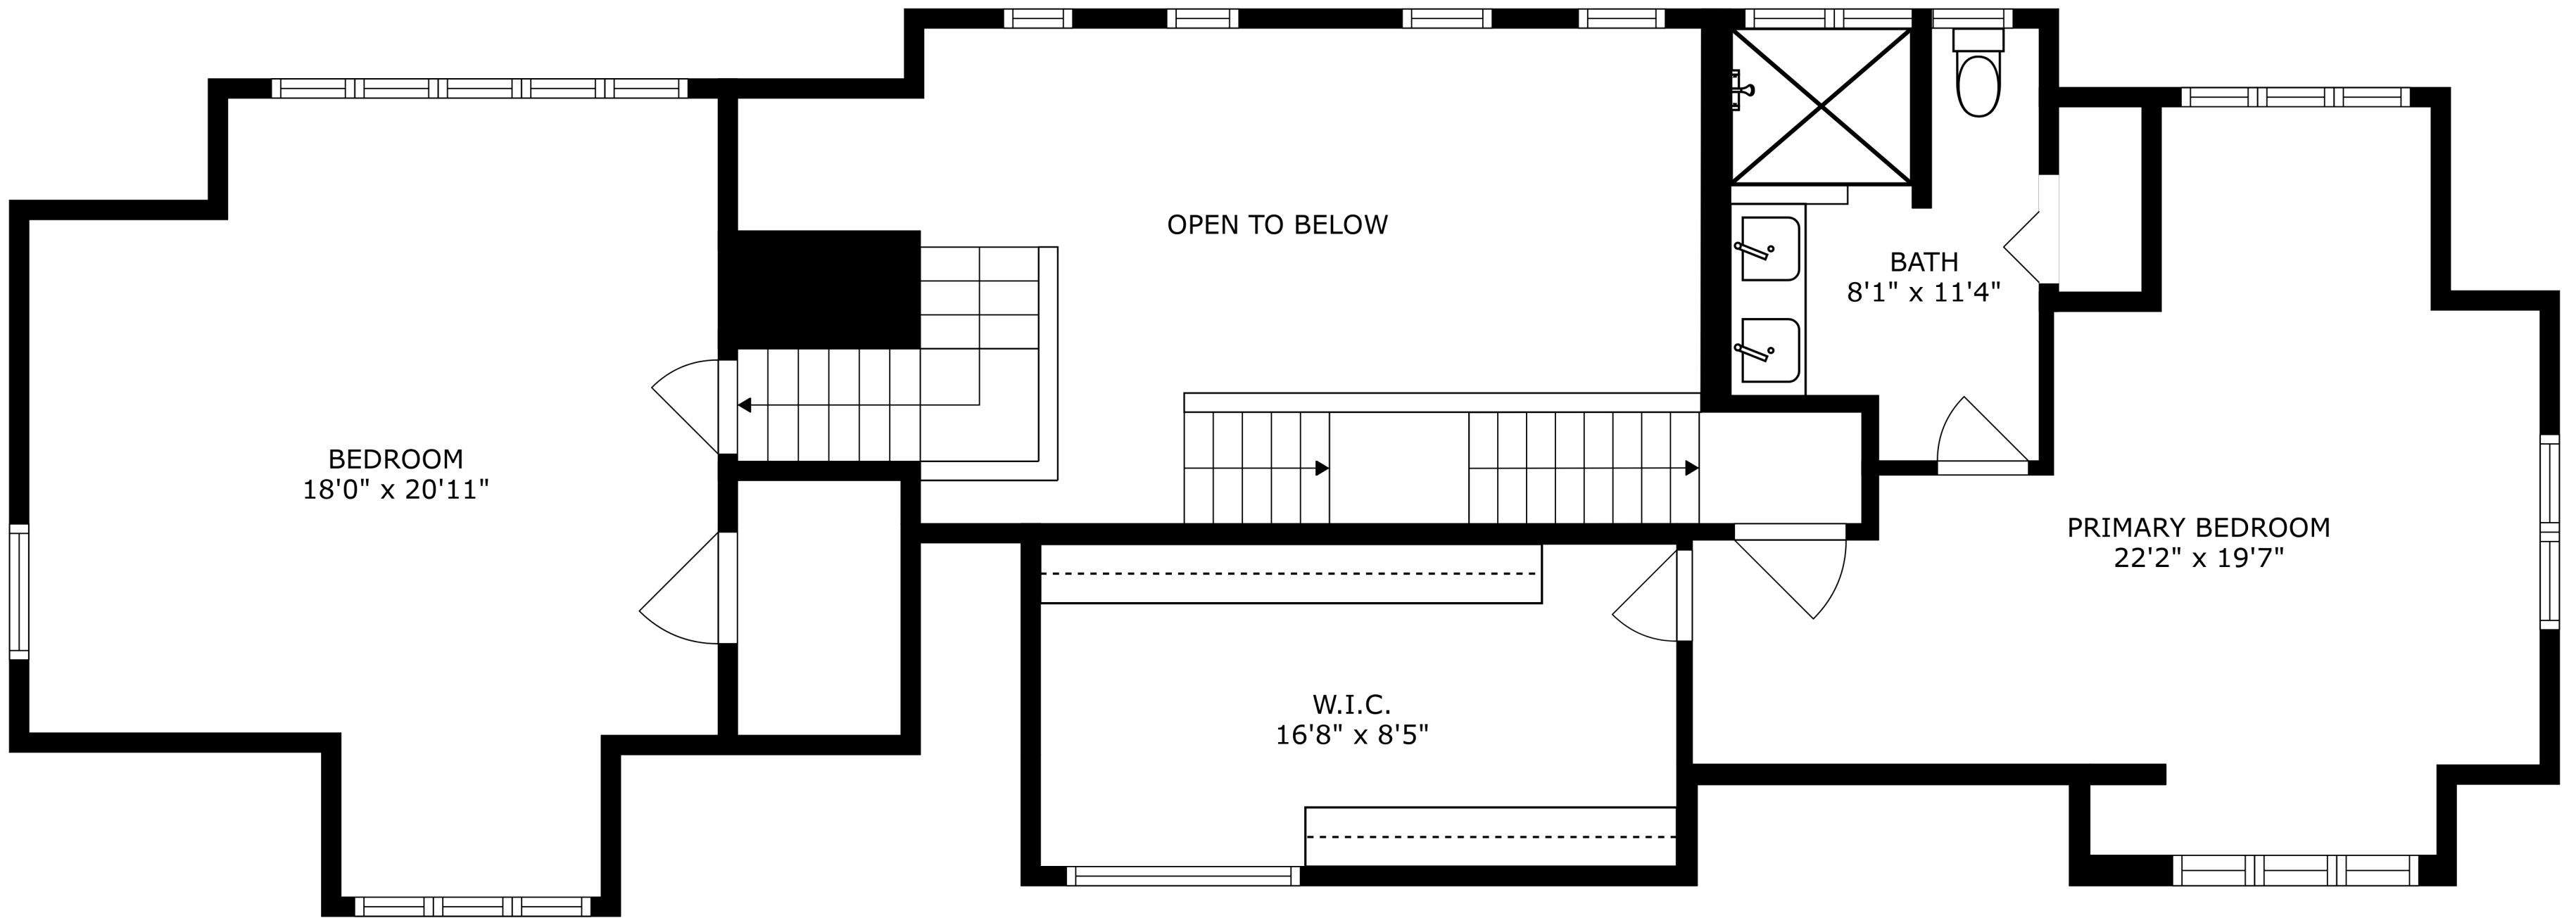 OPEN TO BELOW
BATH
8'1" x 11'4"
BEDROOM
18'0" x 20'11"
PRIMARY BEDROOM
22'2" x 19'7"
W.I.C.
16'8" x 8'5"